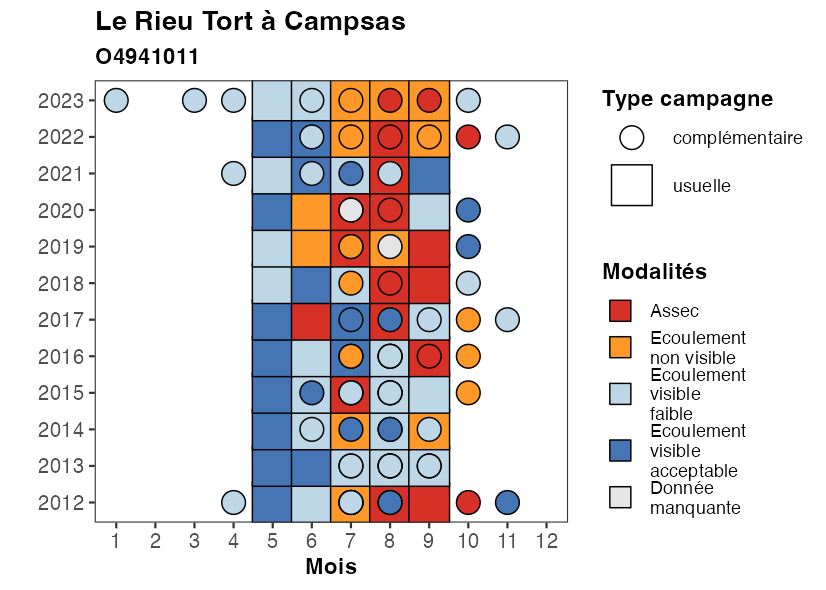 Le Rieu Tort à Campsas
O4941011
2023
2022
2021
2020
2019
2018
2017
2016
2015
2014
2013
2012
1 2 3 4 5 6 7 8 9 10 11 12
Mois
Type campagne
complémentaire
usuelle
Modalités
Assec
Ecoulement
non visible
Ecoulement
visible
faible
Ecoulement
visible
acceptable
Donnée
manquante